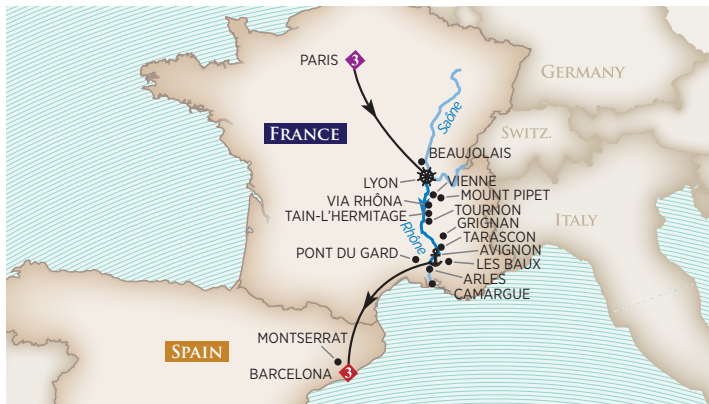 PARIS 3
GERMANY
Saône
FRANCE
SWITZ.
BEAUJOLAIS
LYON
VIENNE
MOUNT PIPET
VIA RHÔNA
TAIN-L'HERMITAGE
TOURNON
ITALY
GRIGNAN
Rhône
TARASCON
AVIGNON
PONT DU GARD
LES BAUX
ARLES
CAMARGUE
MONTSERRAT
SPAIN
BARCELONA 3